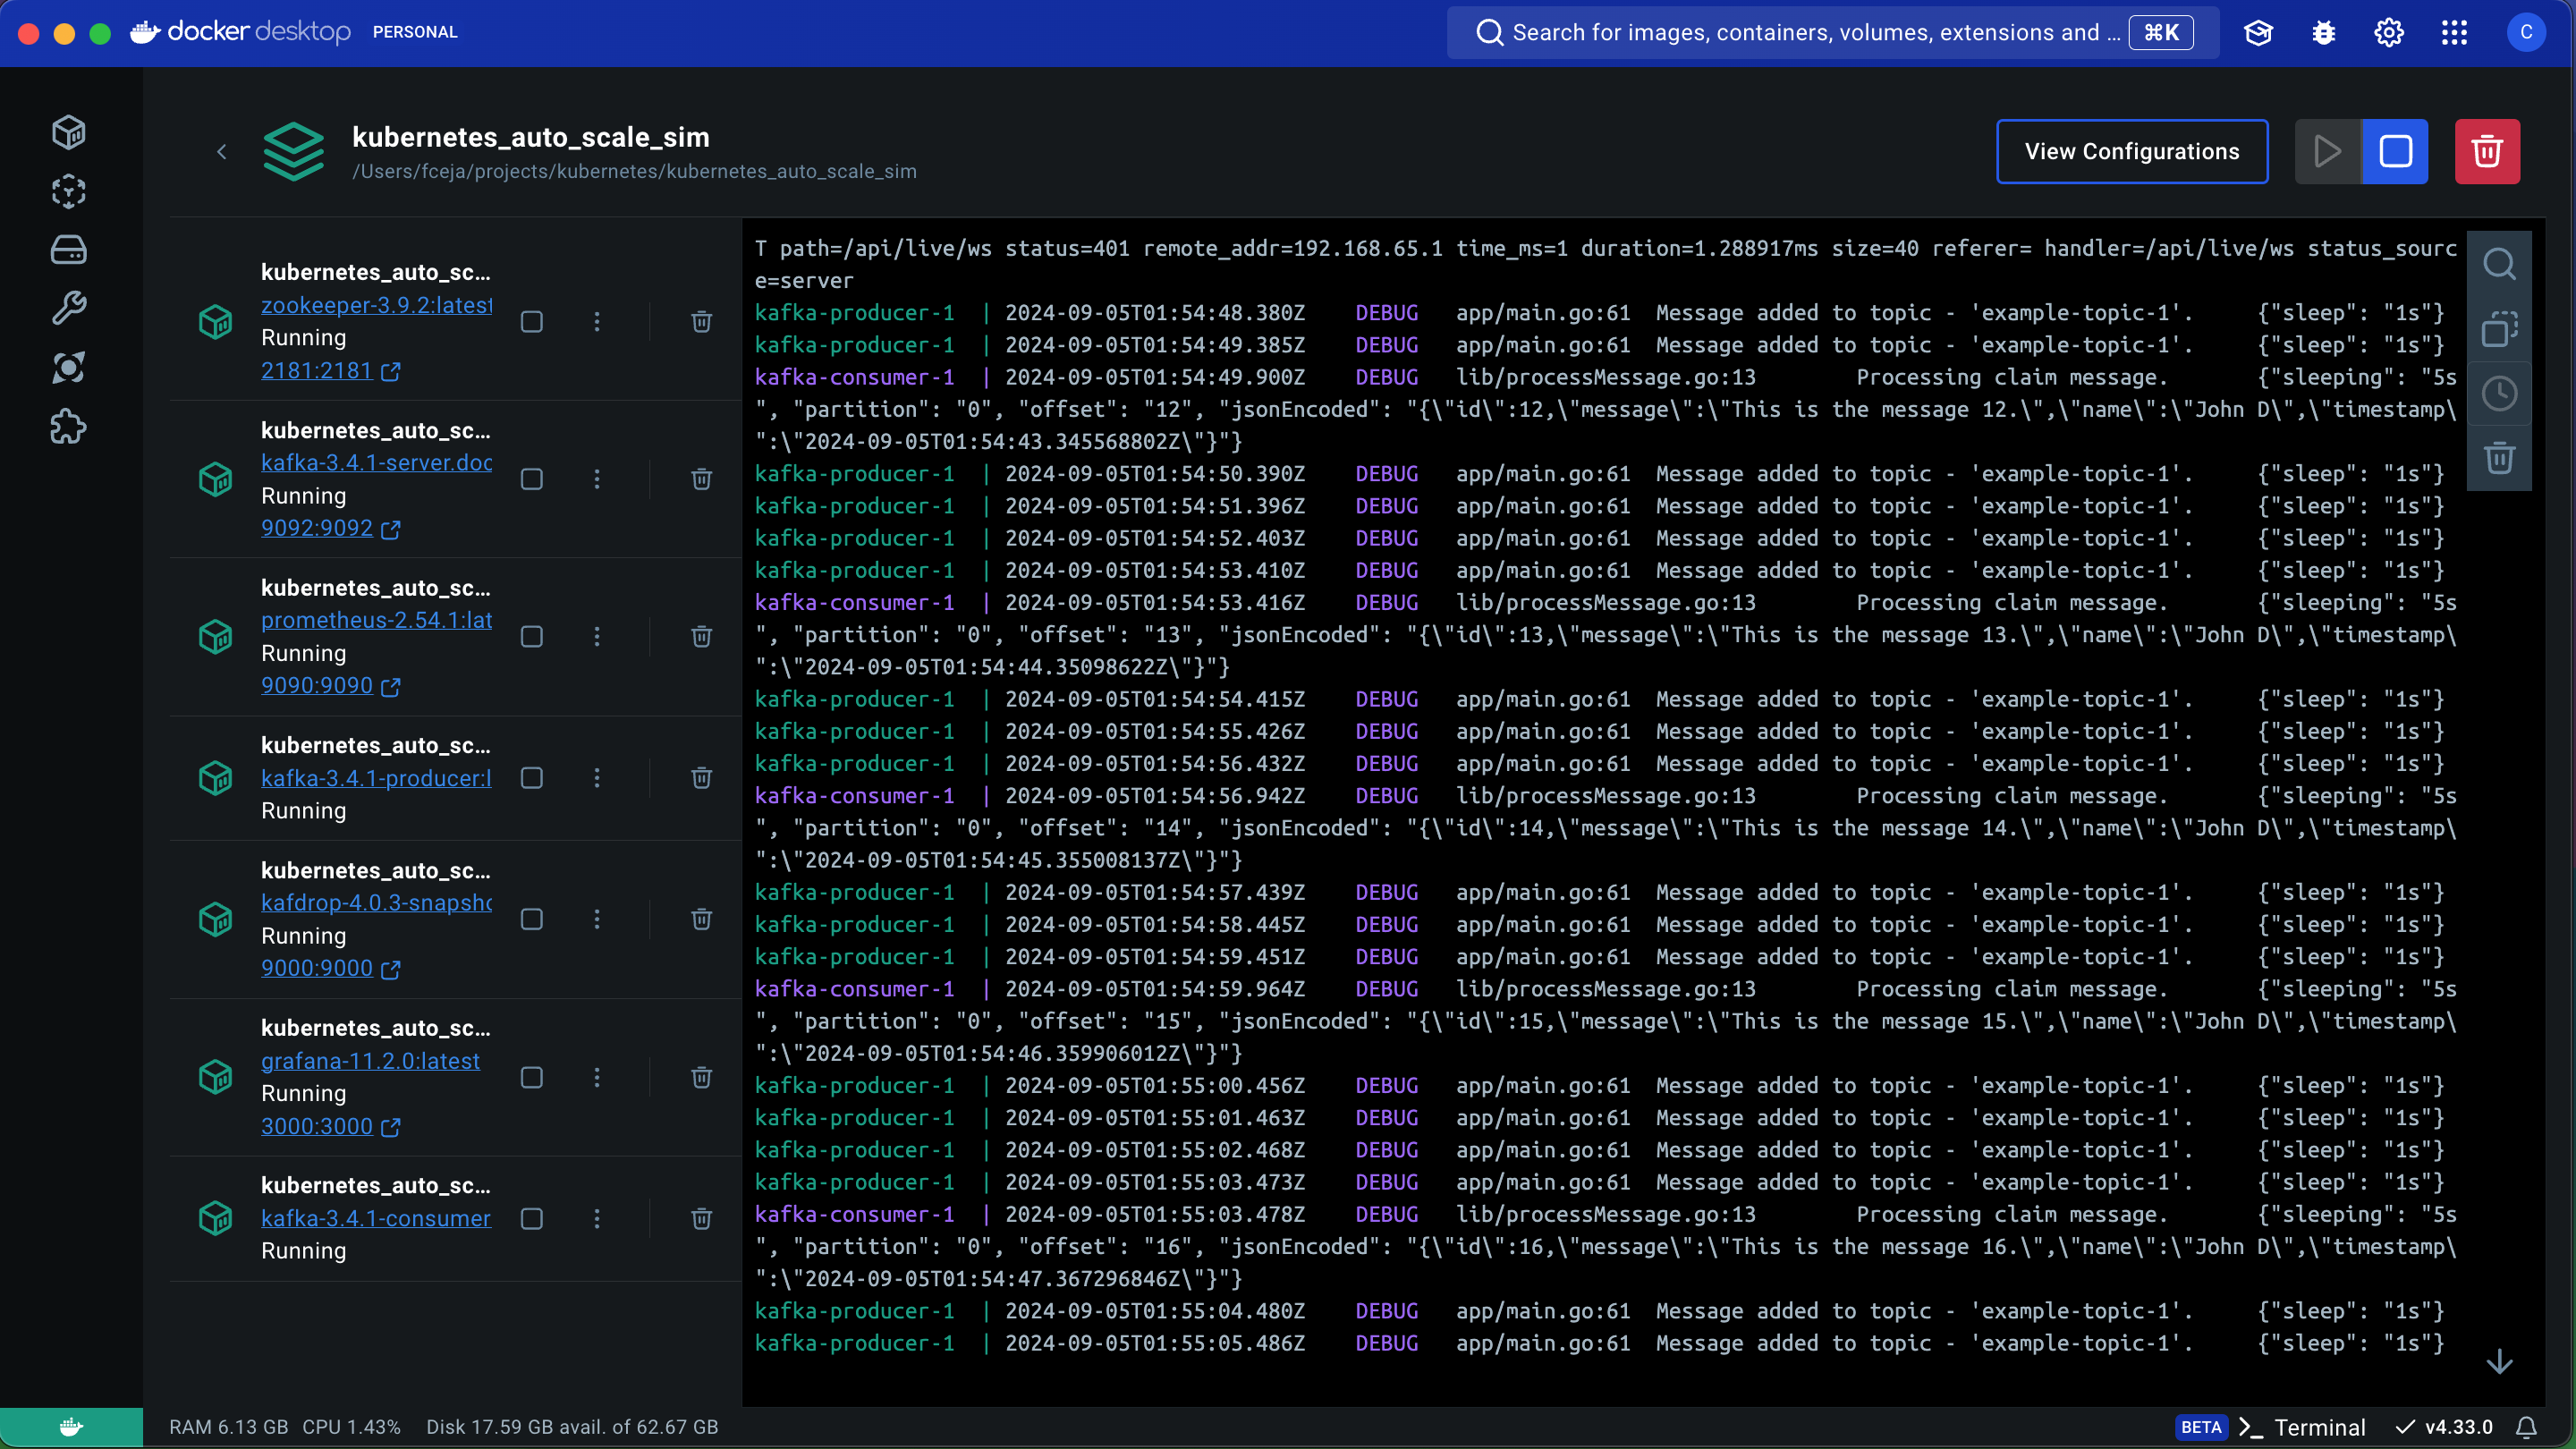 docker desktop PERSONAL
Search for images, containers, volumes, extensions and ... ⌘K
C
kubernetes_auto_scale_sim
/Users/fceja/projects/kubernetes/kubernetes_auto_scale_sim
View Configurations
kubernetes_auto_sc...
zookeeper-3.9.2:latest
Running
2181:2181
kubernetes_auto_sc...
kafka-3.4.1-server.doc
Running
9092:9092
kubernetes_auto_sc...
prometheus-2.54.1:lat
Running
9090:9090
kubernetes_auto_sc...
kafka-3.4.1-producer:l
Running
kubernetes_auto_sc...
kafdrop-4.0.3-snapsho
Running
9000:9000
kubernetes_auto_sc...
grafana-11.2.0:latest
Running
3000:3000
kubernetes_auto_sc...
kafka-3.4.1-consumer
Running
T path=/api/live/ws status=401 remote_addr=192.168.65.1 time_ms=1 duration=1.288917ms size=40 referer= handler=/api/live/ws status_sourc
e=server
kafka-producer-1 | 2024-09-05T01:54:48.380Z DEBUG app/main.go:61 Message added to topic - 'example-topic-1'. {"sleep": "1s"}
kafka-producer-1 | 2024-09-05T01:54:49.385Z DEBUG app/main.go:61 Message added to topic - 'example-topic-1'. {"sleep": "1s"}
kafka-consumer-1 | 2024-09-05T01:54:49.900Z DEBUG lib/processMessage.go:13 Processing claim message. {"sleeping": "5s
", "partition": "0", "offset": "12", "jsonEncoded": "{\"id\":12,\"message\":\"This is the message 12.\",\"name\":\"John D\",\"timestamp\
":\"2024-09-05T01:54:43.345568802Z\"}"}
kafka-producer-1 | 2024-09-05T01:54:50.390Z DEBUG app/main.go:61 Message added to topic - 'example-topic-1'. {"sleep": "1s"}
kafka-producer-1 | 2024-09-05T01:54:51.396Z DEBUG app/main.go:61 Message added to topic - 'example-topic-1'. {"sleep": "1s"}
kafka-producer-1 | 2024-09-05T01:54:52.403Z DEBUG app/main.go:61 Message added to topic - 'example-topic-1'. {"sleep": "1s"}
kafka-producer-1 | 2024-09-05T01:54:53.410Z DEBUG app/main.go:61 Message added to topic - 'example-topic-1'. {"sleep": "1s"}
kafka-consumer-1 | 2024-09-05T01:54:53.416Z DEBUG lib/processMessage.go:13 Processing claim message. {"sleeping": "5s
", "partition": "0", "offset": "13", "jsonEncoded": "{\"id\":13,\"message\":\"This is the message 13.\",\"name\":\"John D\",\"timestamp\
":\"2024-09-05T01:54:44.35098622Z\"}"}
kafka-producer-1 | 2024-09-05T01:54:54.415Z DEBUG app/main.go:61 Message added to topic - 'example-topic-1'. {"sleep": "1s"}
kafka-producer-1 | 2024-09-05T01:54:55.426Z DEBUG app/main.go:61 Message added to topic - 'example-topic-1'. {"sleep": "1s"}
kafka-producer-1 | 2024-09-05T01:54:56.432Z DEBUG app/main.go:61 Message added to topic - 'example-topic-1'. {"sleep": "1s"}
kafka-consumer-1 | 2024-09-05T01:54:56.942Z DEBUG lib/processMessage.go:13 Processing claim message. {"sleeping": "5s
", "partition": "0", "offset": "14", "jsonEncoded": "{\"id\":14,\"message\":\"This is the message 14.\",\"name\":\"John D\",\"timestamp\
":\"2024-09-05T01:54:45.355008137Z\"}"}
kafka-producer-1 | 2024-09-05T01:54:57.439Z DEBUG app/main.go:61 Message added to topic - 'example-topic-1'. {"sleep": "1s"}
kafka-producer-1 | 2024-09-05T01:54:58.445Z DEBUG app/main.go:61 Message added to topic - 'example-topic-1'. {"sleep": "1s"}
kafka-producer-1 | 2024-09-05T01:54:59.451Z DEBUG app/main.go:61 Message added to topic - 'example-topic-1'. {"sleep": "1s"}
kafka-consumer-1 | 2024-09-05T01:54:59.964Z DEBUG lib/processMessage.go:13 Processing claim message. {"sleeping": "5s
", "partition": "0", "offset": "15", "jsonEncoded": "{\"id\":15,\"message\":\"This is the message 15.\",\"name\":\"John D\",\"timestamp\
":\"2024-09-05T01:54:46.359906012Z\"}"}
kafka-producer-1 | 2024-09-05T01:55:00.456Z DEBUG app/main.go:61 Message added to topic - 'example-topic-1'. {"sleep": "1s"}
kafka-producer-1 | 2024-09-05T01:55:01.463Z DEBUG app/main.go:61 Message added to topic - 'example-topic-1'. {"sleep": "1s"}
kafka-producer-1 | 2024-09-05T01:55:02.468Z DEBUG app/main.go:61 Message added to topic - 'example-topic-1'. {"sleep": "1s"}
kafka-producer-1 | 2024-09-05T01:55:03.473Z DEBUG app/main.go:61 Message added to topic - 'example-topic-1'. {"sleep": "1s"}
kafka-consumer-1 | 2024-09-05T01:55:03.478Z DEBUG lib/processMessage.go:13 Processing claim message. {"sleeping": "5s
", "partition": "0", "offset": "16", "jsonEncoded": "{\"id\":16,\"message\":\"This is the message 16.\",\"name\":\"John D\",\"timestamp\
":\"2024-09-05T01:54:47.367296846Z\"}"}
kafka-producer-1 | 2024-09-05T01:55:04.480Z DEBUG app/main.go:61 Message added to topic - 'example-topic-1'. {"sleep": "1s"}
kafka-producer-1 | 2024-09-05T01:55:05.486Z DEBUG app/main.go:61 Message added to topic - 'example-topic-1'. {"sleep": "1s"}
RAM 6.13 GB CPU 1.43% Disk 17.59 GB avail. of 62.67 GB
BETA Terminal v4.33.0